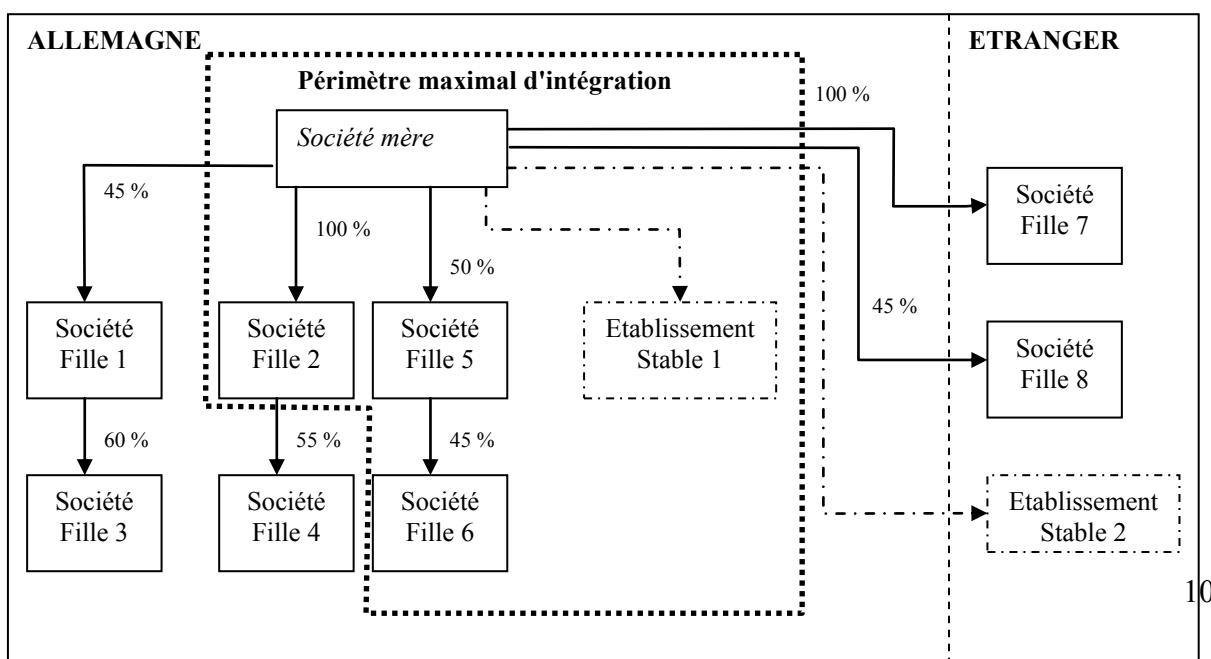 ALLEMAGNE
ETRANGER
Périmètre maximal d'intégration
100 %
Société mère
45 %
100 %
50 %
Société
Fille 7
45 %
Société
Fille 1
Société
Fille 2
Société
Fille 5
Etablissement
Stable 1
Société
Fille 8
60 %
55 %
45 %
Société
Fille 3
Société
Fille 4
Société
Fille 6
Etablissement
Stable 2
10